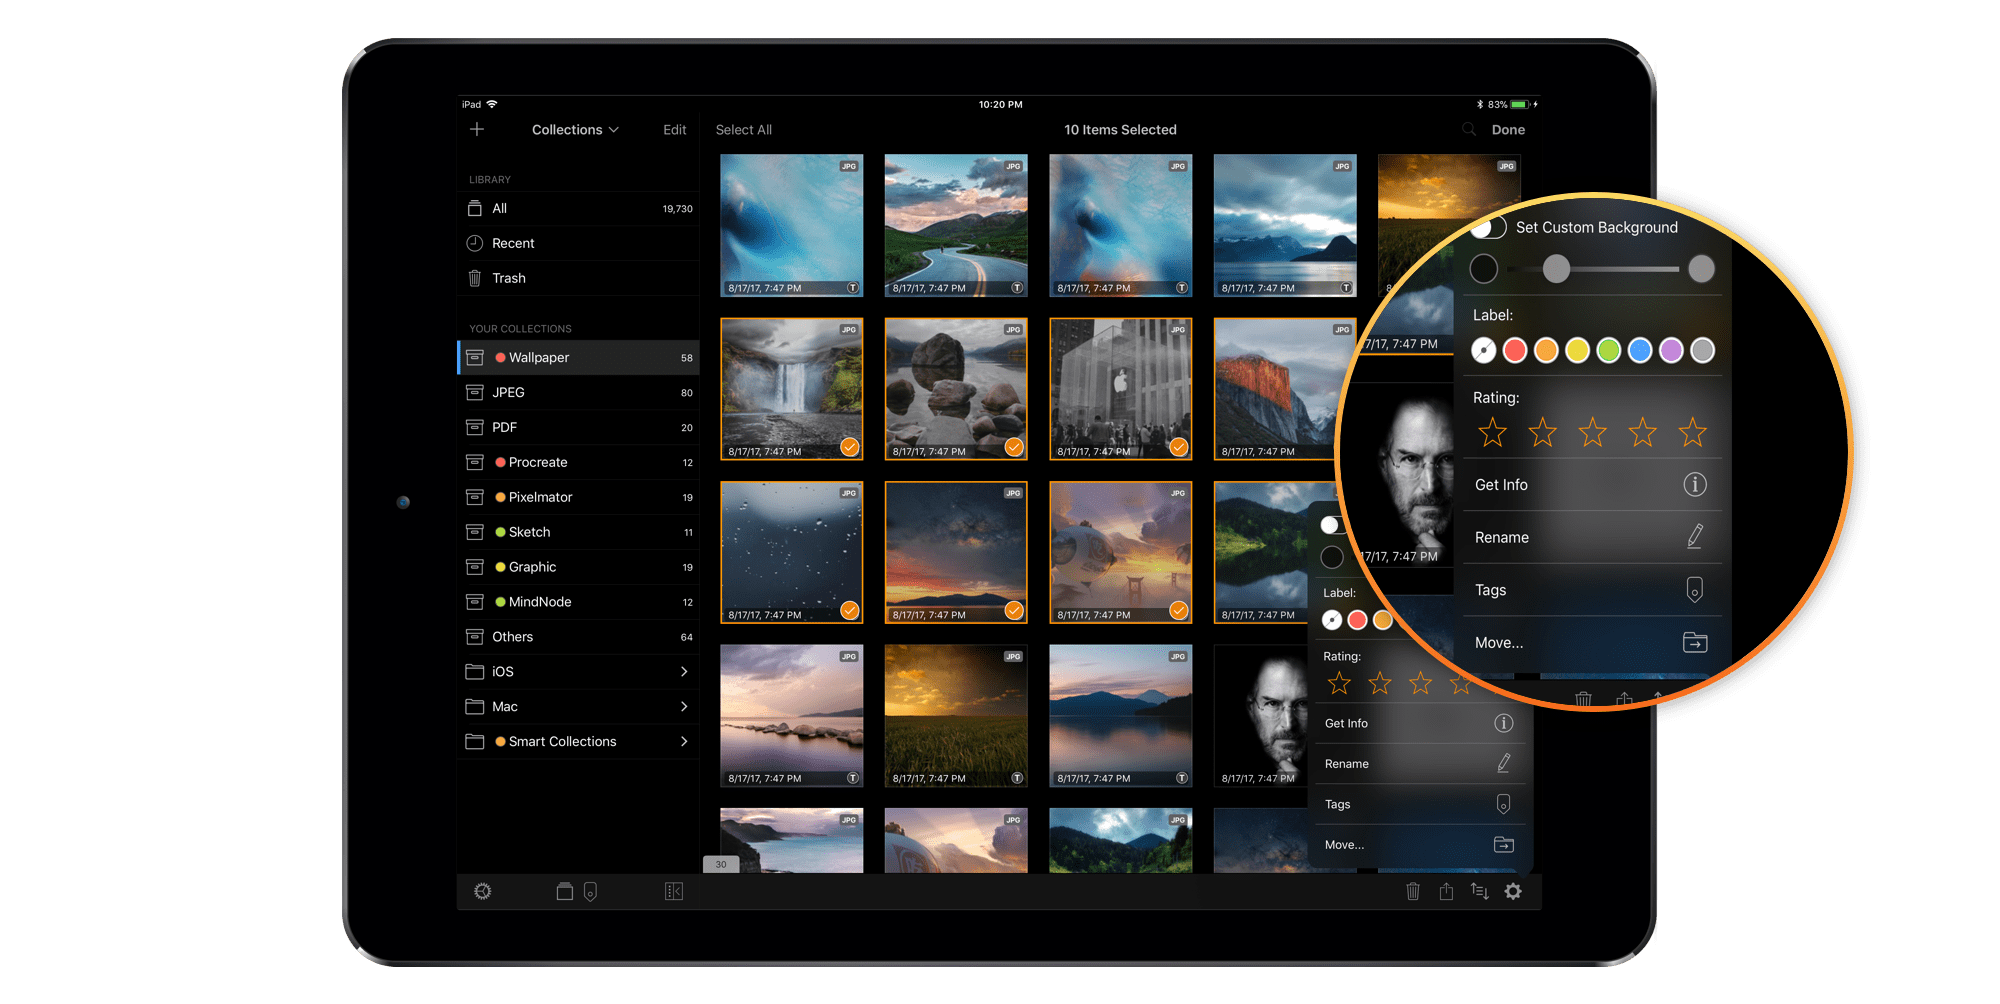 iPad
10:20 PM
83%
Collections
Edit
Select All
10 Items Selected
Done
LIBRARY
All 19,730
Recent
Trash
YOUR COLLECTIONS
Wallpaper 58
JPEG 80
PDF 20
Procreate 12
Pixelmator 19
Sketch 11
Graphic 19
MindNode 12
Others 64
iOS
Mac
Smart Collections
JPG JPG JPG JPG JPG
8/17/17, 7:47 PM T 8/17/17, 7:47 PM T 8/17/17, 7:47 PM T 8/17/17, 7:47 PM T 8
JPG JPG JPG JPG
8/17/17, 7:47 PM 8/17/17, 7:47 PM 8/17/17, 7:47 PM 8/17/17, 7:47 PM
JPG JPG JPG
8/17/17, 7:47 PM 8/17/17, 7:47 PM 8/17/17, 7:47 PM 8/17/17, 7:47 PM
JPG JPG JPG
8/17/17, 7:47 PM T 8/17/17, 7:47 PM T 8/17/17, 7:47 PM T 8/17/17, 7:47 PM
JPG JPG JPG
30
Label:
Rating:
Get Info
Rename
Tags
Move...
Set Custom Background
7/17, 7:47 PM
Label:
Rating:
Get Info
Rename
17/17, 7:47 PM
Tags
Move...